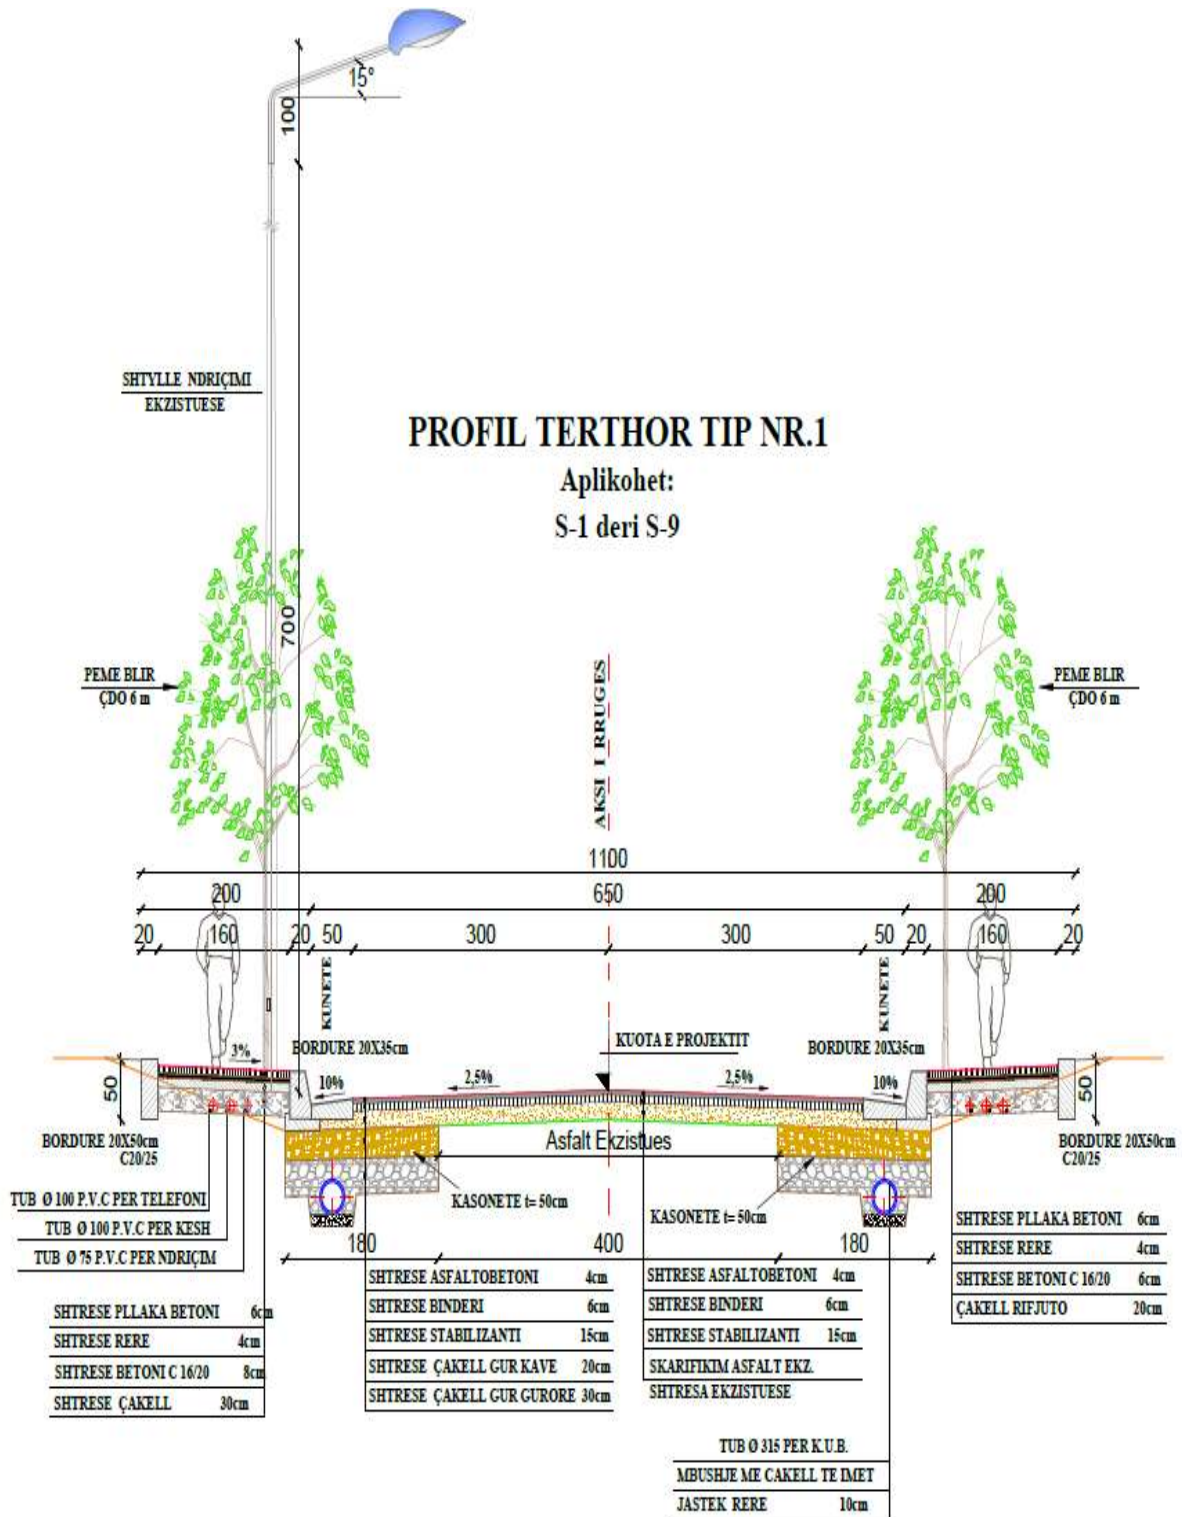 15°
100
SHTYLLE NDRIÇIMI
EKZISTUESE
PROFIL TERTHOR TIP NR.1
Aplikohet:
S-1 deri S-9
700
PEME BLIR
ÇDO 6 m
PEME BLIR
ÇDO 6 m
AKSI I RRUGES
1100
200 650 200
20 160 20 50 300 300 50 20 160 20
KUNETE
KUNETE
KUOTA E PROJEKTIT
BORDURE 20X35cm
BORDURE 20X35cm
3%
10% 2,5% 2,5% 10%
50
50
BORDURE 20X50cm
C20/25
Asfalt Ekzistues
BORDURE 20X50cm
C20/25
KASONETE t= 50cm
KASONETE t= 50cm
TUB Ø 100 P.V.C PER TELEFONI
TUB Ø 100 P.V.C PER KESH
TUB Ø 75 P.V.C PER NDRIÇIM
180 400 180
SHTRESE PLLAKA BETONI 6cm
SHTRESE RERE 4cm
SHTRESE BETONI C 16/20 8cm
SHTRESE ÇAKELL 30cm
SHTRESE ASFALTOBETONI 4cm
SHTRESE BINDERI 6cm
SHTRESE STABILIZANTI 15cm
SHTRESE ÇAKELL GUR KAVE 20cm
SHTRESE ÇAKELL GUR GURORE 30cm
SHTRESE ASFALTOBETONI 4cm
SHTRESE BINDERI 6cm
SHTRESE STABILIZANTI 15cm
SKARIFIKIM ASFALT EKZ.
SHTRESA EKZISTUESE
SHTRESE PLLAKA BETONI 6cm
SHTRESE RERE 4cm
SHTRESE BETONI C 16/20 6cm
ÇAKELL RIFJUTO 20cm
TUB Ø 315 PER K.U.B.
MBUSHJE ME CAKELL TE IMET
JASTEK RERE 10cm